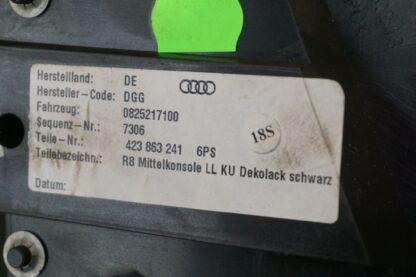 Herstellland: DE
Hersteller-Code: DGG
Fahrzeug: 0825217100
Sequenz-Nr.: 7306
Teile-Nr.: 423 863 241 6PS
Teilebezeichn.: R8 Mittelkonsole LL KU Dekolack schwarz
Datum:
18S